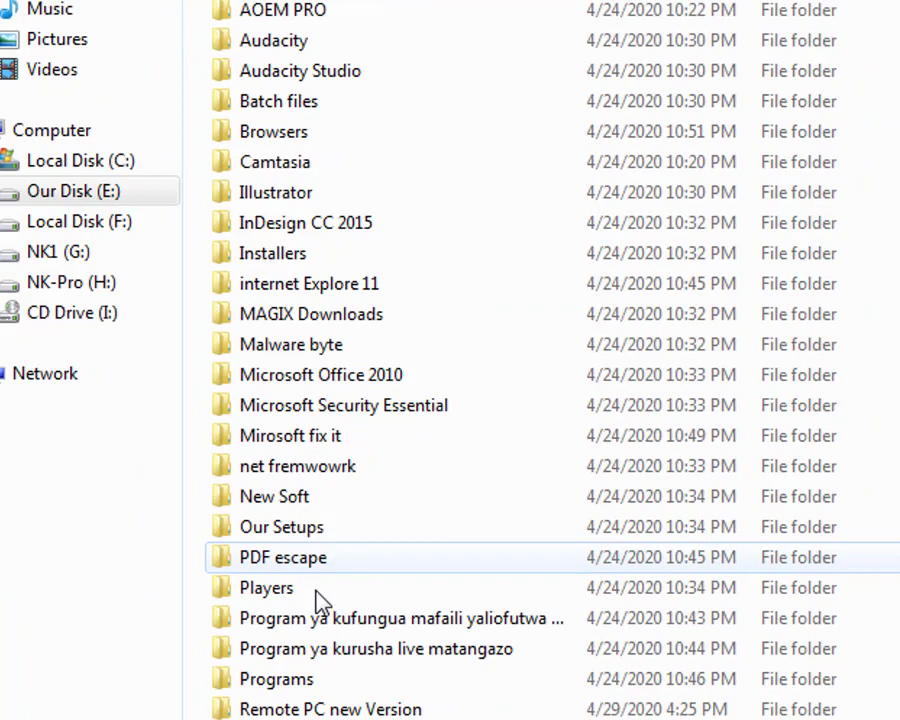 Music
Pictures
Videos
Computer
Local Disk (C:)
Our Disk (E:)
Local Disk (F:)
NK1 (G:)
NK-Pro (H:)
CD Drive (I:)
Network
AOEM PRO 4/24/2020 10:22 PM File folder
Audacity 4/24/2020 10:30 PM File folder
Audacity Studio 4/24/2020 10:30 PM File folder
Batch files 4/24/2020 10:30 PM File folder
Browsers 4/24/2020 10:51 PM File folder
Camtasia 4/24/2020 10:20 PM File folder
Illustrator 4/24/2020 10:30 PM File folder
InDesign CC 2015 4/24/2020 10:32 PM File folder
Installers 4/24/2020 10:32 PM File folder
internet Explore 11 4/24/2020 10:45 PM File folder
MAGIX Downloads 4/24/2020 10:32 PM File folder
Malware byte 4/24/2020 10:32 PM File folder
Microsoft Office 2010 4/24/2020 10:33 PM File folder
Microsoft Security Essential 4/24/2020 10:33 PM File folder
Mirosoft fix it 4/24/2020 10:49 PM File folder
net fremwowrk 4/24/2020 10:33 PM File folder
New Soft 4/24/2020 10:34 PM File folder
Our Setups 4/24/2020 10:34 PM File folder
PDF escape 4/24/2020 10:45 PM File folder
Players 4/24/2020 10:34 PM File folder
Program ya kufungua mafaili yaliofutwa ... 4/24/2020 10:43 PM File folder
Program ya kurusha live matangazo 4/24/2020 10:44 PM File folder
Programs 4/24/2020 10:46 PM File folder
Remote PC new Version 4/29/2020 4:25 PM File folder